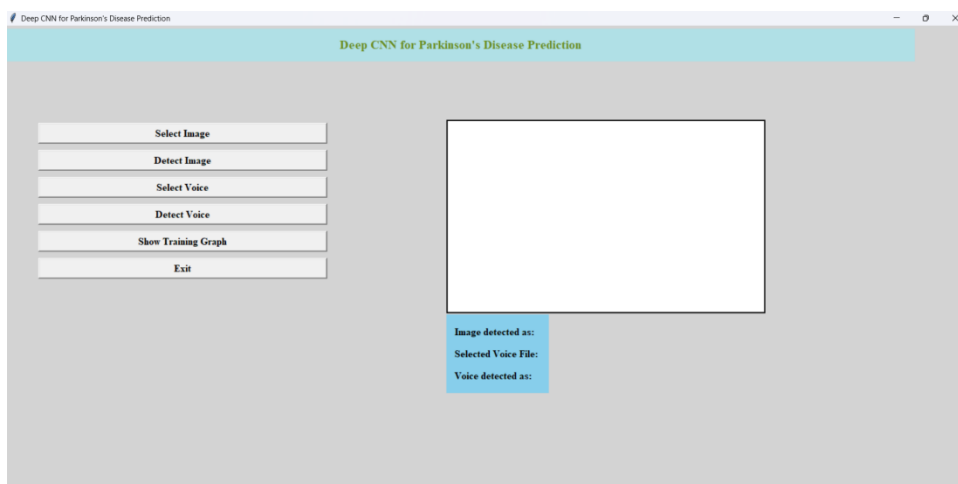 Deep CNN for Parkinson's Disease Prediction
Deep CNN for Parkinson's Disease Prediction
Select Image
Detect Image
Select Voice
Detect Voice
Show Training Graph
Exit
Image detected as:
Selected Voice File:
Voice detected as: